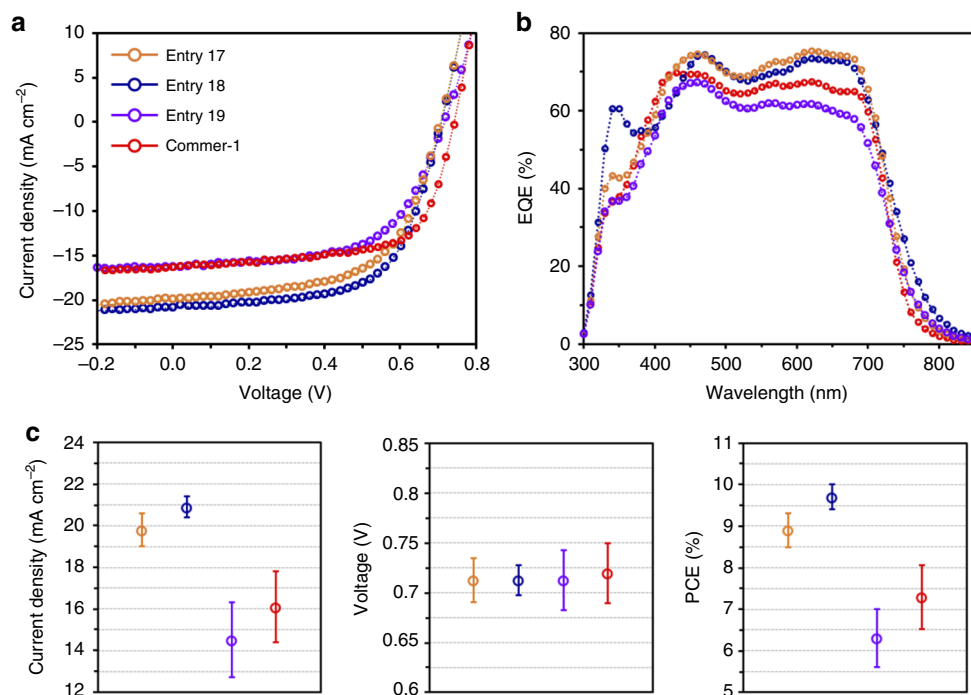 a
10
5
0
–5
–10
–15
–20
–25
Current density (mA cm⁻²)
Entry 17
Entry 18
Entry 19
Commer-1
–0.2 0.0 0.2 0.4 0.6 0.8
Voltage (V)
b
80
60
40
20
0
EQE (%)
300 400 500 600 700 800
Wavelength (nm)
c
24
22
20
18
16
14
12
Current density (mA cm⁻²)
0.85
0.8
0.75
0.7
0.65
0.6
Voltage (V)
11
10
9
8
7
6
5
PCE (%)